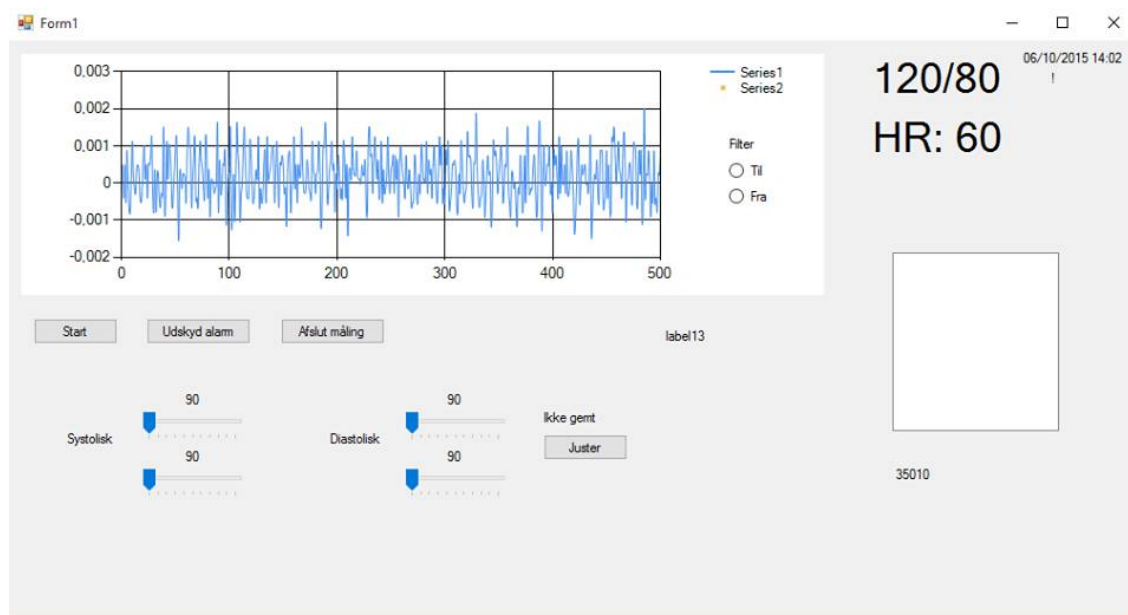 Form1
06/10/2015 14:02
!
120/80
HR: 60
0,003
0,002
0,001
0
-0,001
-0,002
0 100 200 300 400 500
Series1
Series2
Filter
Til
Fra
Start Udskyd alarm Afslut måling
label13
Systolisk
90
90
Diastolisk
90
90
Ikke gemt
Juster
35010